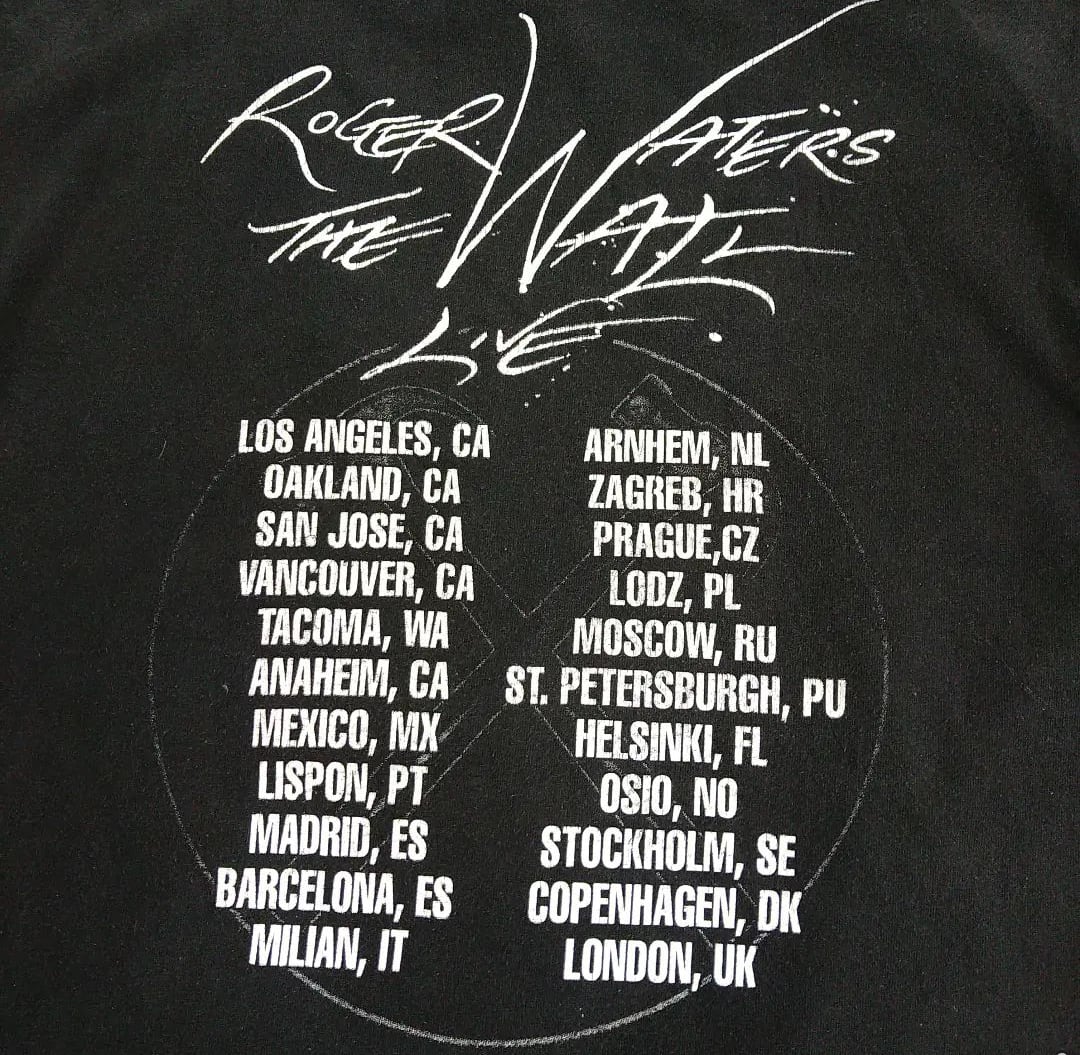 ROGER WATERS
THE WALL
LIVE
LOS ANGELES, CA
OAKLAND, CA
SAN JOSE, CA
VANCOUVER, CA
TACOMA, WA
ANAHEIM, CA
MEXICO, MX
LISPON, PT
MADRID, ES
BARCELONA, ES
MILIAN, IT
ARNHEM, NL
ZAGREB, HR
PRAGUE,CZ
LODZ, PL
MOSCOW, RU
ST. PETERSBURGH, PU
HELSINKI, FL
OSIO, NO
STOCKHOLM, SE
COPENHAGEN, DK
LONDON, UK